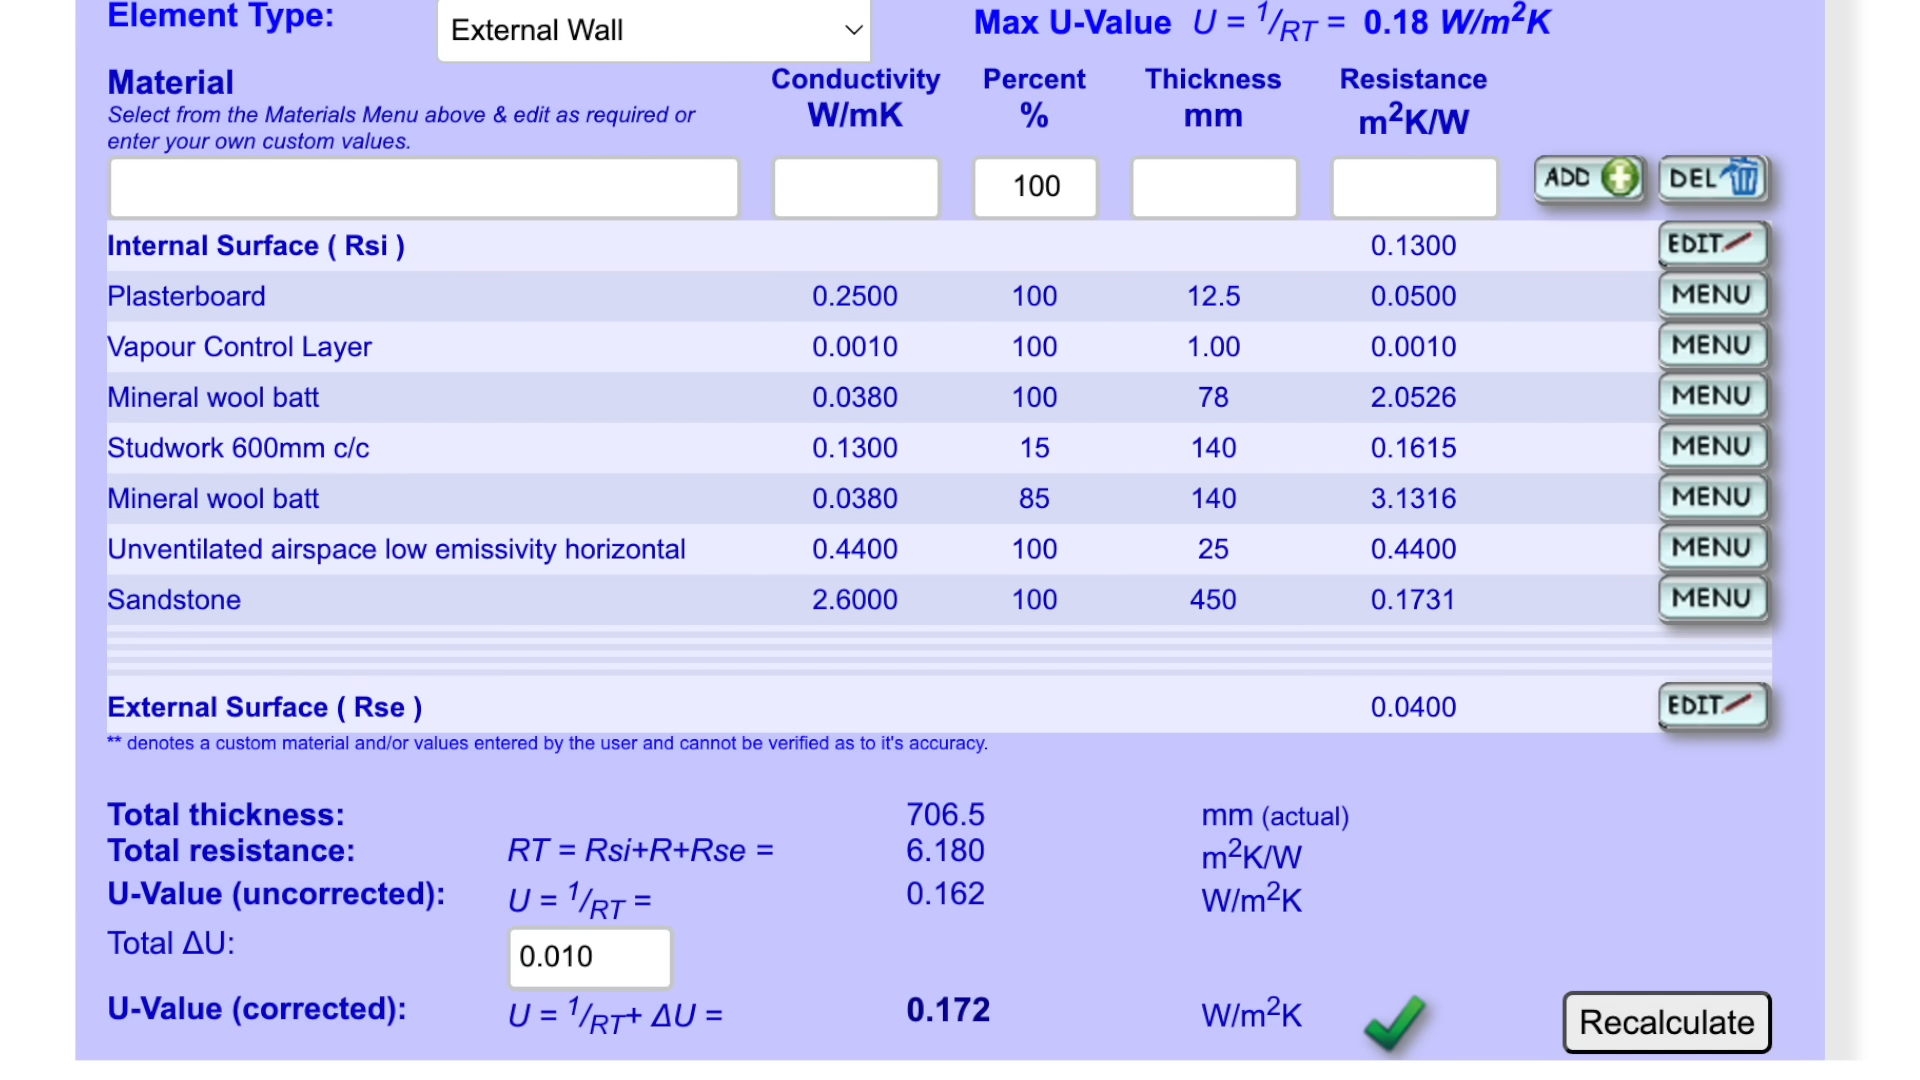 Element Type: External Wall Max U-Value U = 1/RT = 0.18 W/m²K
Material Conductivity Percent Thickness Resistance
Select from the Materials Menu above & edit as required or W/mK % mm m²K/W
enter your own custom values.
100 ADD DEL
Internal Surface ( Rsi ) 0.1300 EDIT
Plasterboard 0.2500 100 12.5 0.0500 MENU
Vapour Control Layer 0.0010 100 1.00 0.0010 MENU
Mineral wool batt 0.0380 100 78 2.0526 MENU
Studwork 600mm c/c 0.1300 15 140 0.1615 MENU
Mineral wool batt 0.0380 85 140 3.1316 MENU
Unventilated airspace low emissivity horizontal 0.4400 100 25 0.4400 MENU
Sandstone 2.6000 100 450 0.1731 MENU
External Surface ( Rse ) 0.0400 EDIT
** denotes a custom material and/or values entered by the user and cannot be verified as to it's accuracy.
Total thickness: 706.5 mm (actual)
Total resistance: RT = Rsi+R+Rse = 6.180 m²K/W
U-Value (uncorrected): U = 1/RT = 0.162 W/m²K
Total ΔU: 0.010
U-Value (corrected): U = 1/RT+ ΔU = 0.172 W/m²K Recalculate